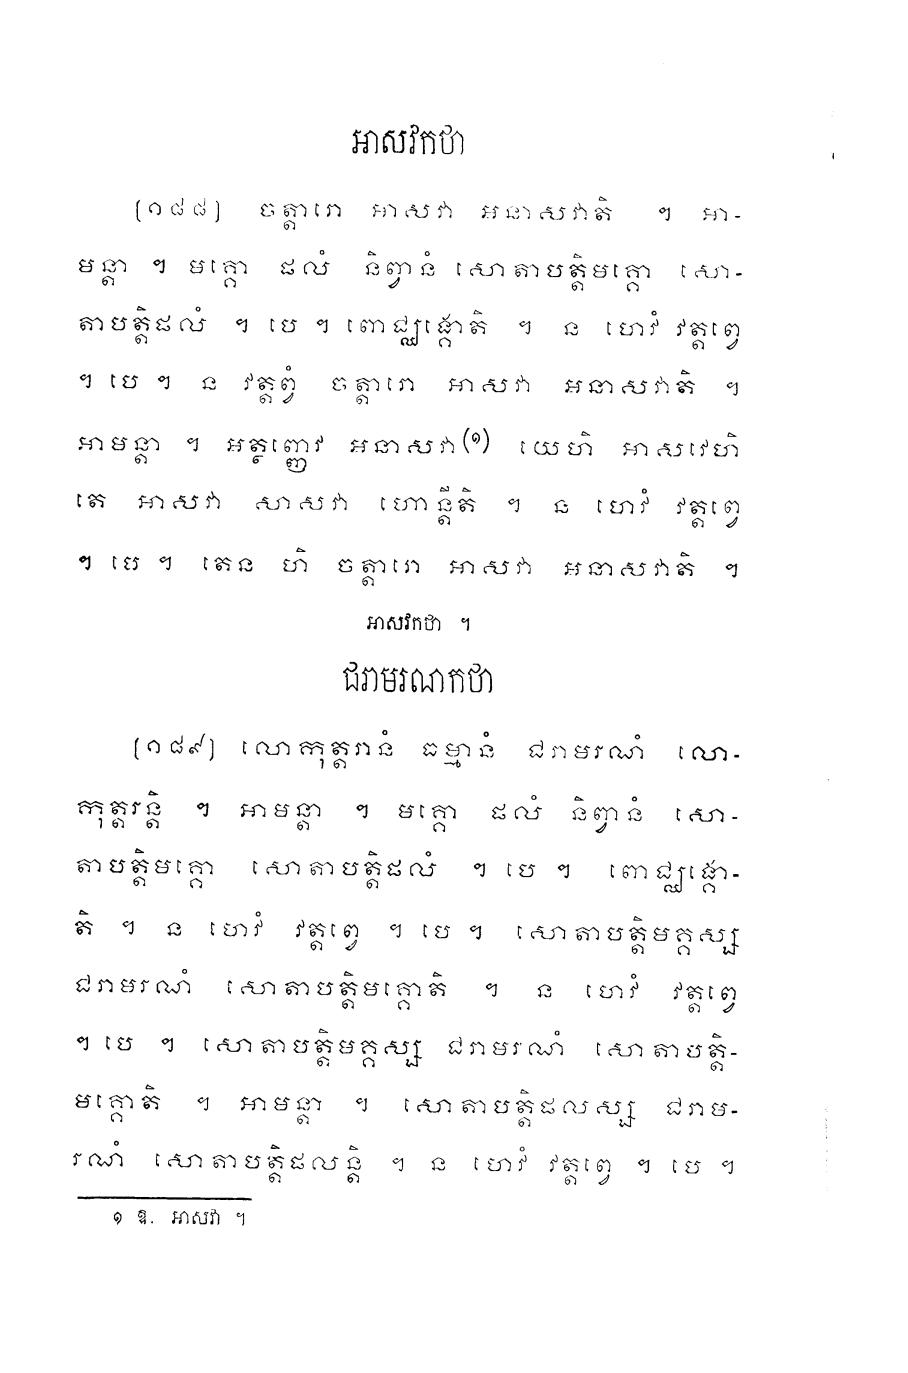 អាសវកថា
[១៨៨] ចត្តារោ អាសវា អនាសវាតិ ។ អា-
មន្តា ។ មគ្គោ ផលំ និព្វានំ សោតាបត្តិមគ្គោ សោ-
តាបត្តិផលំ ។ បេ ។ ពោជ្ឈង្គោតិ ។ ន ហេវំ វត្តព្វេ
។ បេ ។ ន វត្តព្វំ ចត្តារោ អាសវា អនាសវាតិ ។
អាមន្តា ។ អត្ថញ្ញេវ អនាសវា(១) យេហិ អាសវេហិ
តេ អាសវា សាសវា ហោន្តីតិ ។ ន ហេវំ វត្តព្វេ
។ បេ ។ តេន ហិ ចត្តារោ អាសវា អនាសវាតិ ។
អាសវកថា ។
ជរាមរណកថា
[១៨៩] លោកុត្តរានំ ធម្មានំ ជរាមរណំ លោ-
កុត្តរន្តិ ។ អាមន្តា ។ មគ្គោ ផលំ និព្វានំ សោ-
តាបត្តិមគ្គោ សោតាបត្តិផលំ ។ បេ ។ ពោជ្ឈង្គោ-
តិ ។ ន ហេវំ វត្តព្វេ ។ បេ ។ សោតាបត្តិមគ្គស្ស
ជរាមរណំ សោតាបត្តិមគ្គោតិ ។ ន ហេវំ វត្តព្វេ
។ បេ ។ សោតាបត្តិមគ្គស្ស ជរាមរណំ សោតាបត្តិ-
មគ្គោតិ ។ អាមន្តា ។ សោតាបត្តិផលស្ស ជរាម-
រណំ សោតាបត្តិផលន្តិ ។ ន ហេវំ វត្តព្វេ ។ បេ ។
១ ឱ. អាសវា ។